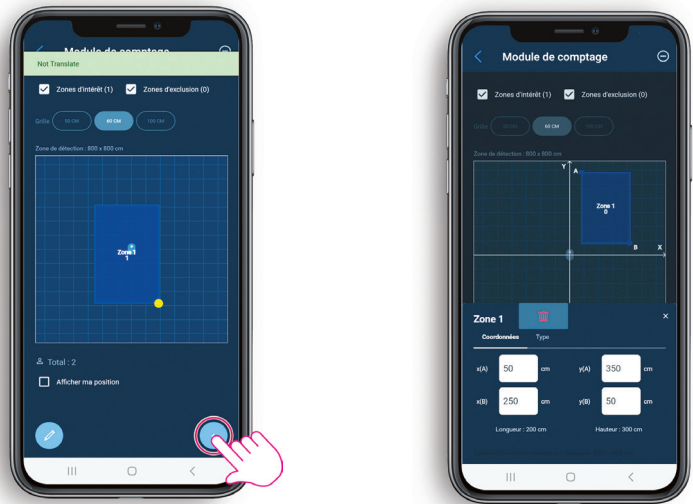 Module de comptage
Not Translate
Zones d'intérêt (1) Zones d'exclusion (0)
Grille 50 CM 60 CM 100 CM
Zone de détection : 800 x 800 cm
Zone 1
1
Total : 2
Afficher ma position
Module de comptage
Zones d'intérêt (1) Zones d'exclusion (0)
Grille 60 CM
Zone de détection : 800 x 800 cm
Y A
Zone 1
0
B X
Zone 1 ×
Coordonnées Type
x(A) 50 cm y(A) 350 cm
x(B) 250 cm y(B) 50 cm
Longueur : 200 cm Hauteur : 300 cm